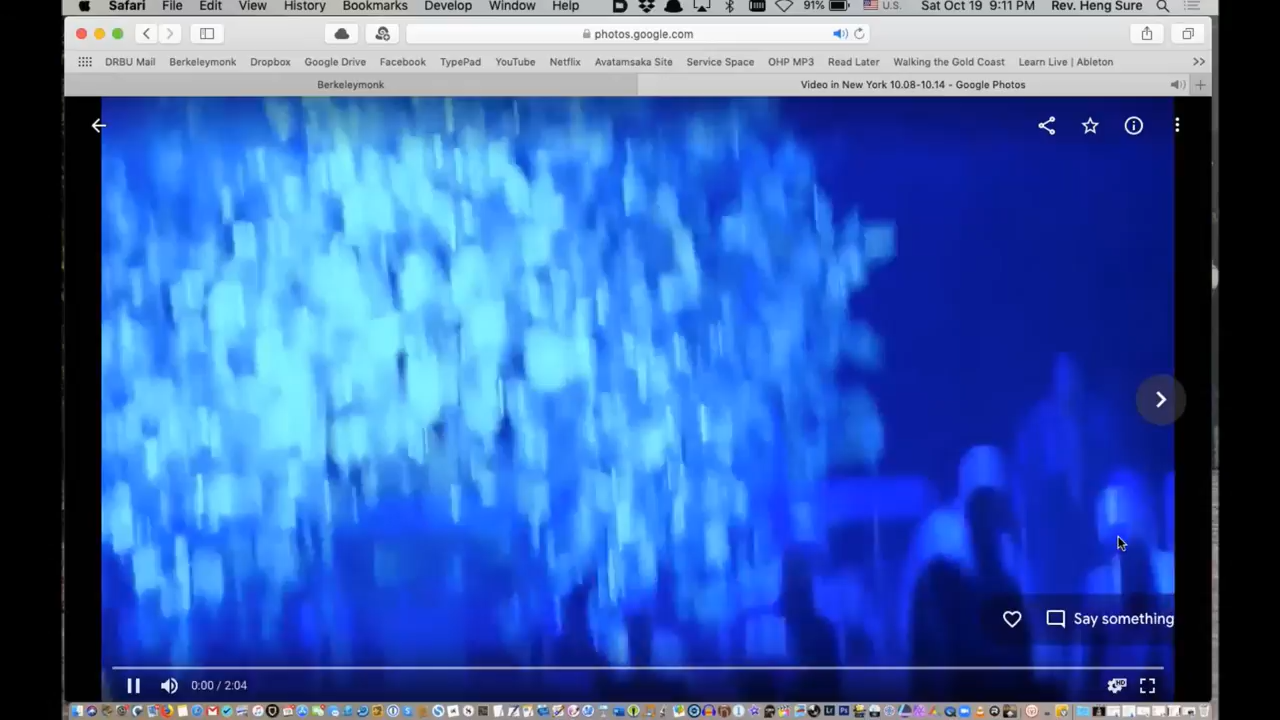 Safari File Edit View History Bookmarks Develop Window Help 91% U.S. Sat Oct 19 9:11 PM Rev. Heng Sure
photos.google.com
DRBU Mail Berkeleymonk Dropbox Google Drive Facebook TypePad YouTube Netflix Avatamsaka Site Service Space OHP MP3 Read Later Walking the Gold Coast Learn Live | Ableton
Berkeleymonk Video in New York 10.08-10.14 - Google Photos
Say something
0:00 / 2:04 HD